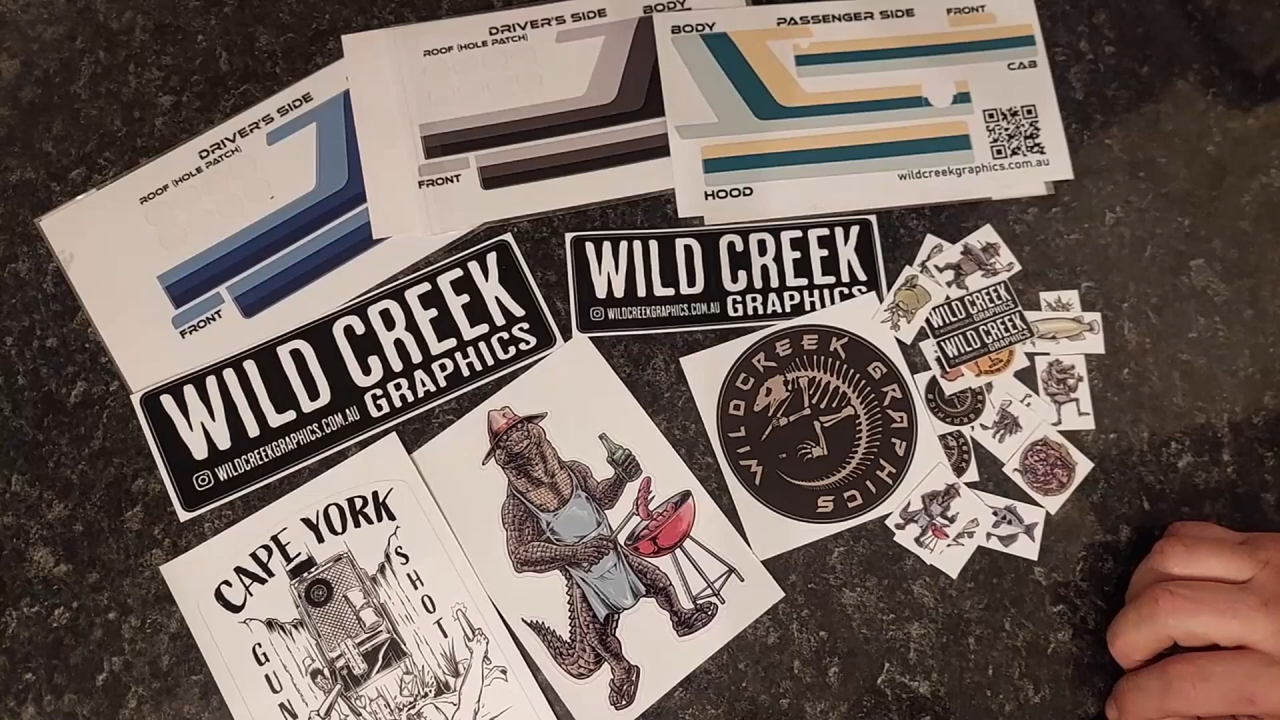 DRIVER'S SIDE
ROOF (HOLE PATCH)
FRONT
DRIVER'S SIDE
BODY
ROOF (HOLE PATCH)
FRONT
BODY
PASSENGER SIDE
FRONT
CAB
HOOD
wildcreekgraphics.com.au
WILD CREEK
GRAPHICS
WILDCREEKGRAPHICS.COM.AU
WILD CREEK
GRAPHICS
WILDCREEKGRAPHICS.COM.AU
WILDCREEK GRAPHICS
WILD CREEK
GRAPHICS
WILD CREEK
GRAPHICS
CAPE YORK
GUN
SHOT